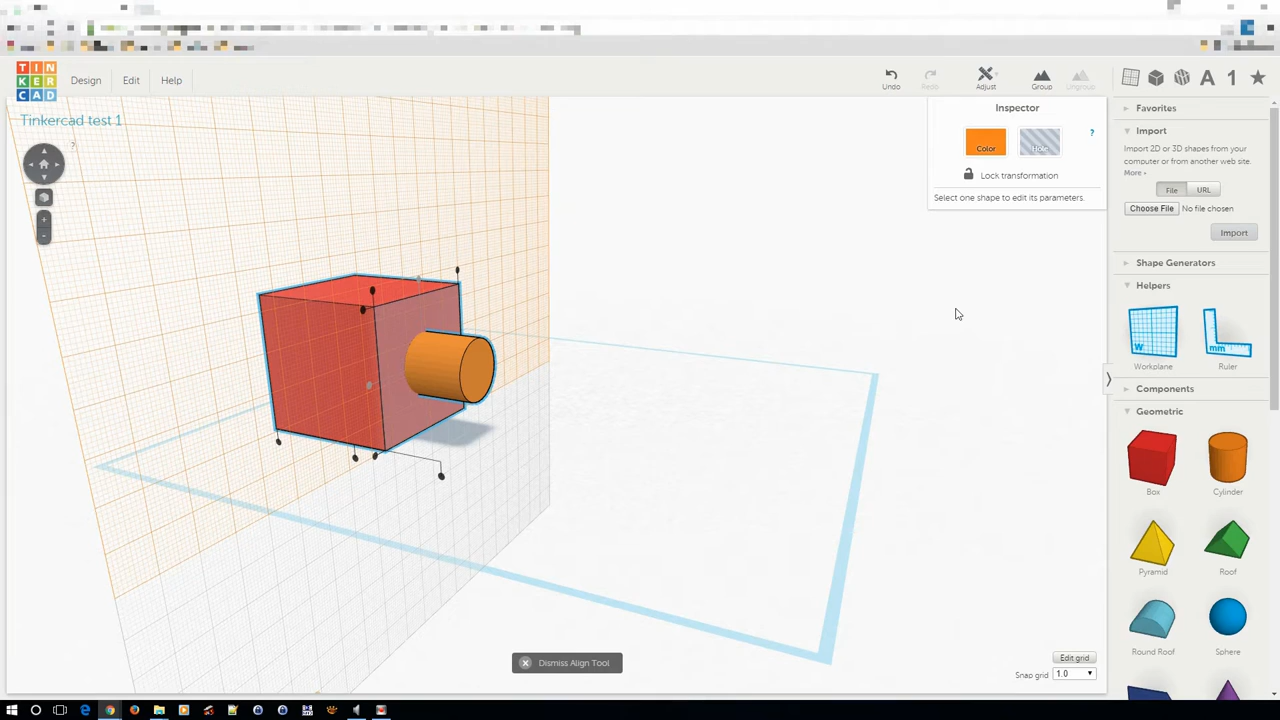 TIN
KER
CAD
Design
Edit
Help
Undo
Redo
Adjust
Group
Ungroup
A
1
Tinkercad test 1
?
+
-
Inspector
Color
Hole
?
Lock transformation
Select one shape to edit its parameters.
Favorites
Import
Import 2D or 3D shapes from your
computer or from another web site.
More
File
URL
Choose File
No file chosen
Import
Shape Generators
Helpers
W
mm
Workplane
Ruler
Components
Geometric
Box
Cylinder
Pyramid
Roof
Round Roof
Sphere
Dismiss Align Tool
Edit grid
Snap grid
1.0